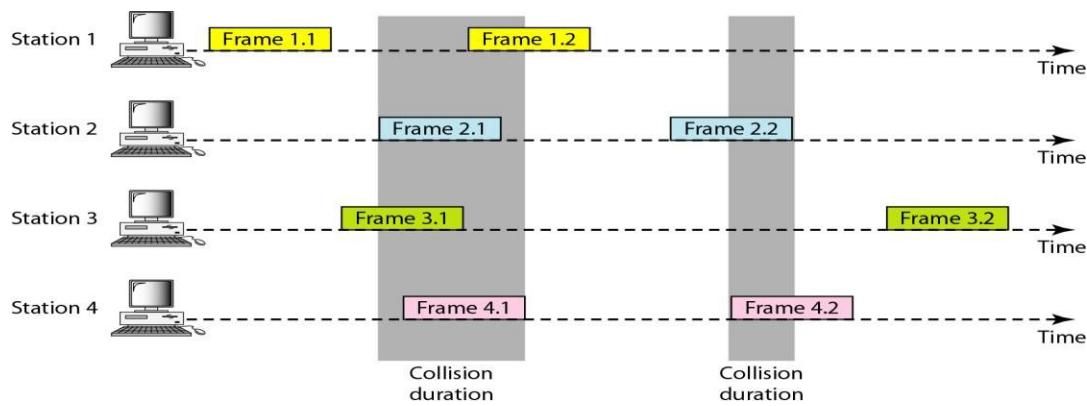 Station 1
Frame 1.1
Frame 1.2
Time
Station 2
Frame 2.1
Frame 2.2
Time
Station 3
Frame 3.1
Frame 3.2
Time
Station 4
Frame 4.1
Frame 4.2
Time
Collision
duration
Collision
duration